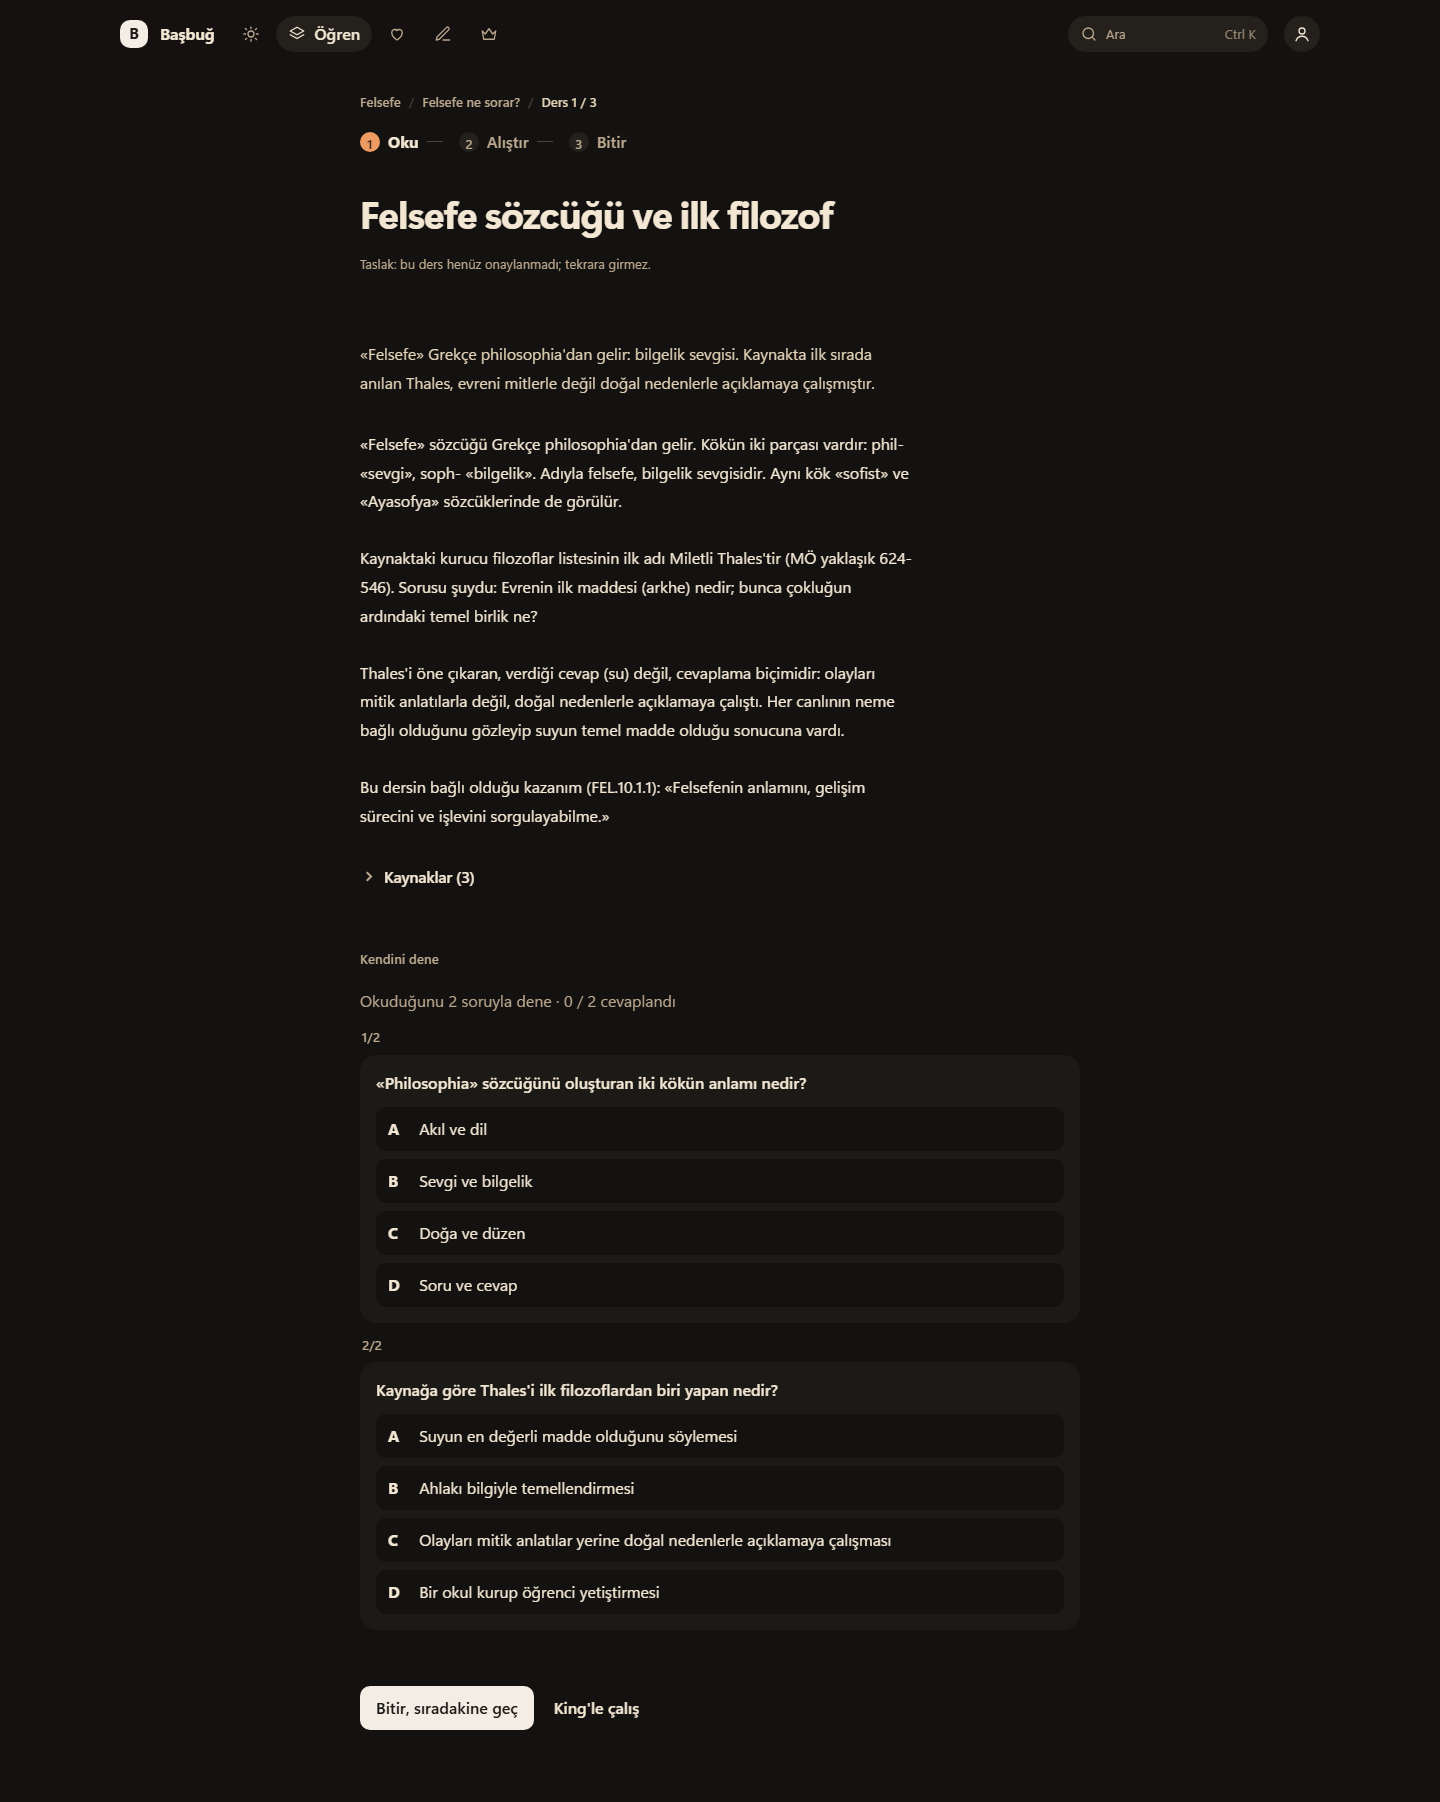 B Başbuğ Öğren Ara Ctrl K
Felsefe / Felsefe ne sorar? / Ders 1 / 3
1 Oku — 2 Alıştır — 3 Bitir
Felsefe sözcüğü ve ilk filozof
Taslak: bu ders henüz onaylanmadı; tekrara girmez.
«Felsefe» Grekçe philosophia'dan gelir: bilgelik sevgisi. Kaynakta ilk sırada
anılan Thales, evreni mitlerle değil doğal nedenlerle açıklamaya çalışmıştır.
«Felsefe» sözcüğü Grekçe philosophia'dan gelir. Kökün iki parçası vardır: phil-
«sevgi», soph- «bilgelik». Adıyla felsefe, bilgelik sevgisidir. Aynı kök «sofist» ve
«Ayasofya» sözcüklerinde de görülür.
Kaynaktaki kurucu filozoflar listesinin ilk adı Miletli Thales'tir (MÖ yaklaşık 624-
546). Sorusu şuydu: Evrenin ilk maddesi (arkhe) nedir; bunca çokluğun
ardındaki temel birlik ne?
Thales'i öne çıkaran, verdiği cevap (su) değil, cevaplama biçimidir: olayları
mitik anlatılarla değil, doğal nedenlerle açıklamaya çalıştı. Her canlının neme
bağlı olduğunu gözleyip suyun temel madde olduğu sonucuna vardı.
Bu dersin bağlı olduğu kazanım (FEL.10.1.1): «Felsefenin anlamını, gelişim
sürecini ve işlevini sorgulayabilme.»
Kaynaklar (3)
Kendini dene
Okuduğunu 2 soruyla dene · 0 / 2 cevaplandı
1/2
«Philosophia» sözcüğünü oluşturan iki kökün anlamı nedir?
A Akıl ve dil
B Sevgi ve bilgelik
C Doğa ve düzen
D Soru ve cevap
2/2
Kaynağa göre Thales'i ilk filozoflardan biri yapan nedir?
A Suyun en değerli madde olduğunu söylemesi
B Ahlakı bilgiyle temellendirmesi
C Olayları mitik anlatılar yerine doğal nedenlerle açıklamaya çalışması
D Bir okul kurup öğrenci yetiştirmesi
Bitir, sıradakine geç King'le çalış